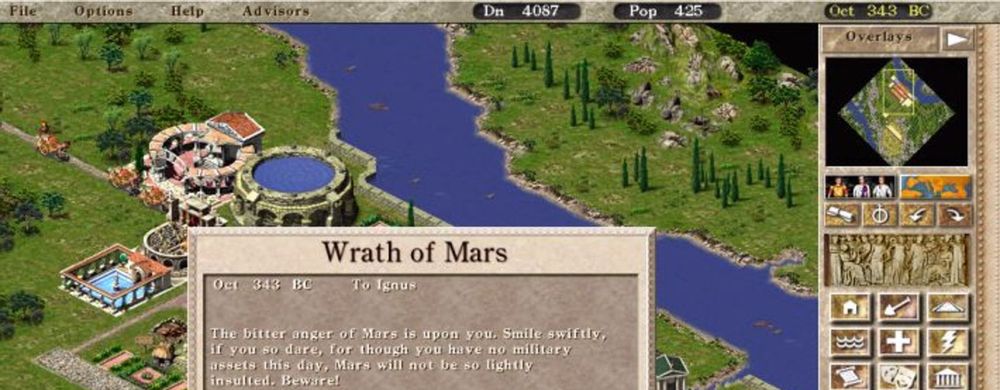 File Options Help Advisors Dn 4087 Pop 425 Oct 343 BC
Overlays
Wrath of Mars
Oct 343 BC To Ignus
The bitter anger of Mars is upon you. Smile swiftly,
if you so dare, for though you have no military
assets this day, Mars will not be so lightly
insulted. Beware!